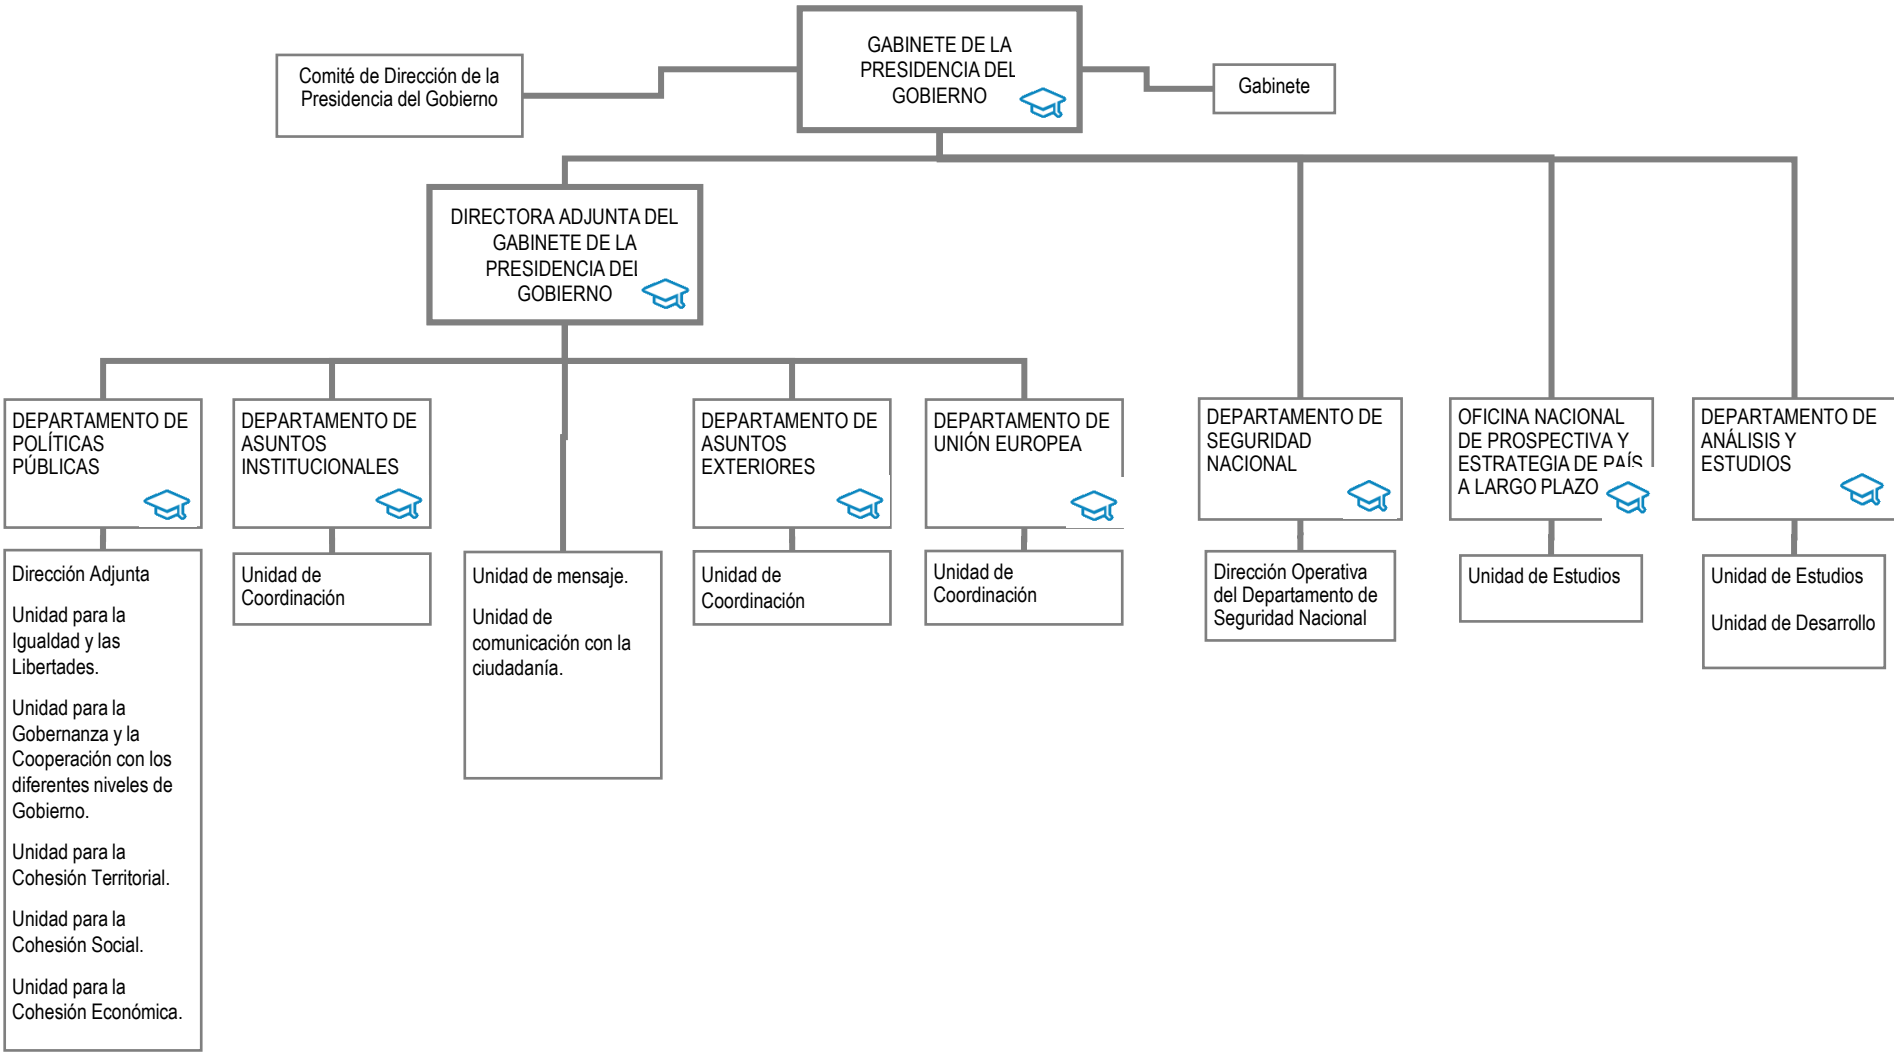 GABINETE DE LA
PRESIDENCIA DEL
GOBIERNO
Comité de Dirección de la
Presidencia del Gobierno
Gabinete
DIRECTORA ADJUNTA DEL
GABINETE DE LA
PRESIDENCIA DEL
GOBIERNO
DEPARTAMENTO DE
POLÍTICAS
PÚBLICAS
DEPARTAMENTO DE
ASUNTOS
INSTITUCIONALES
DEPARTAMENTO DE
ASUNTOS
EXTERIORES
DEPARTAMENTO DE
UNIÓN EUROPEA
DEPARTAMENTO DE
SEGURIDAD
NACIONAL
OFICINA NACIONAL
DE PROSPECTIVA Y
ESTRATEGIA DE PAÍS
A LARGO PLAZO
DEPARTAMENTO DE
ANÁLISIS Y
ESTUDIOS
Dirección Adjunta
Unidad para la
Igualdad y las
Libertades.
Unidad para la
Gobernanza y la
Cooperación con los
diferentes niveles de
Gobierno.
Unidad para la
Cohesión Territorial.
Unidad para la
Cohesión Social.
Unidad para la
Cohesión Económica.
Unidad de
Coordinación
Unidad de mensaje.
Unidad de
comunicación con la
ciudadanía.
Unidad de
Coordinación
Unidad de
Coordinación
Dirección Operativa
del Departamento de
Seguridad Nacional
Unidad de Estudios
Unidad de Estudios
Unidad de Desarrollo